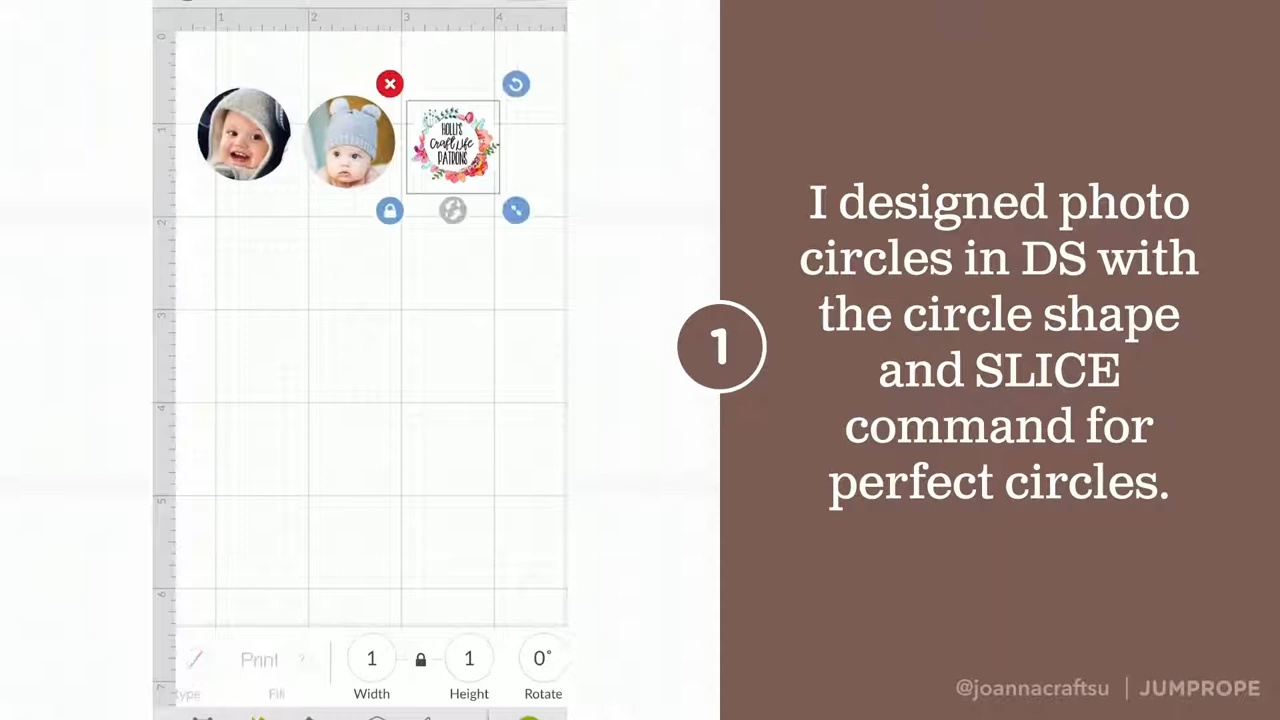 1 2 3 4
0
1
2
3
4
5
6
7
HOLLI'S
Craft Life
PATRONS
Print
Fill
1
Width
1
Height
0°
Rotate
1
I designed photo
circles in DS with
the circle shape
and SLICE
command for
perfect circles.
@joannacraftsu | JUMPROPE